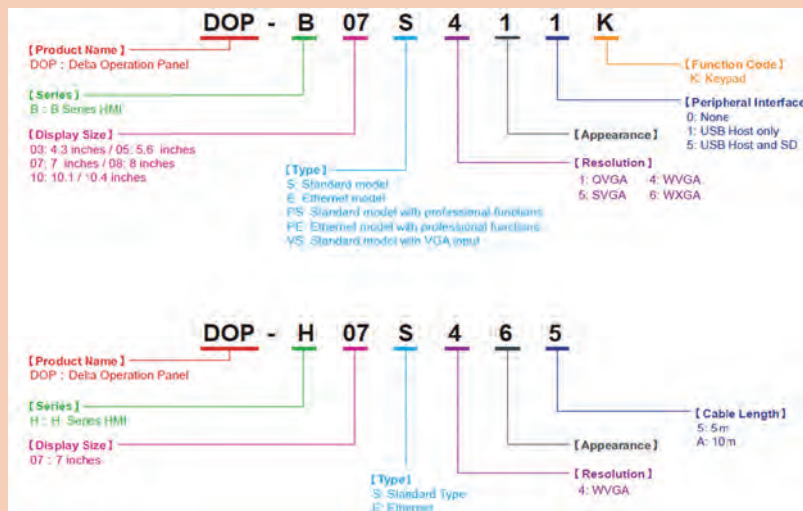 DOP - B 07 S 4 1 1 K
[Product Name]
DOP : Delta Operation Panel
[Function Code]
K: Keypad
[Series]
B : B Series HMI
[Peripheral Interface]
0: None
1: USB Host only
5: USB Host and SD
[Display Size]
03: 4.3 inches / 05: 5.6 inches
07: 7 inches / 08: 8 inches
10: 10.1 / 10.4 inches
[Appearance]
[Type]
S: Standard model
E: Ethernet model
PS: Standard model with professional functions
PE: Ethernet model with professional functions
VS: Standard model with VGA input
[Resolution]
1: QVGA 4: WVGA
5: SVGA 6: WXGA
DOP - H 07 S 4 6 5
[Product Name]
DOP : Delta Operation Panel
[Series]
H : H Series HMI
[Cable Length]
5: 5m
A: 10m
[Display Size]
07 : 7 inches
[Appearance]
[Type]
S: Standard Type
E: Ethernet
[Resolution]
4: WVGA